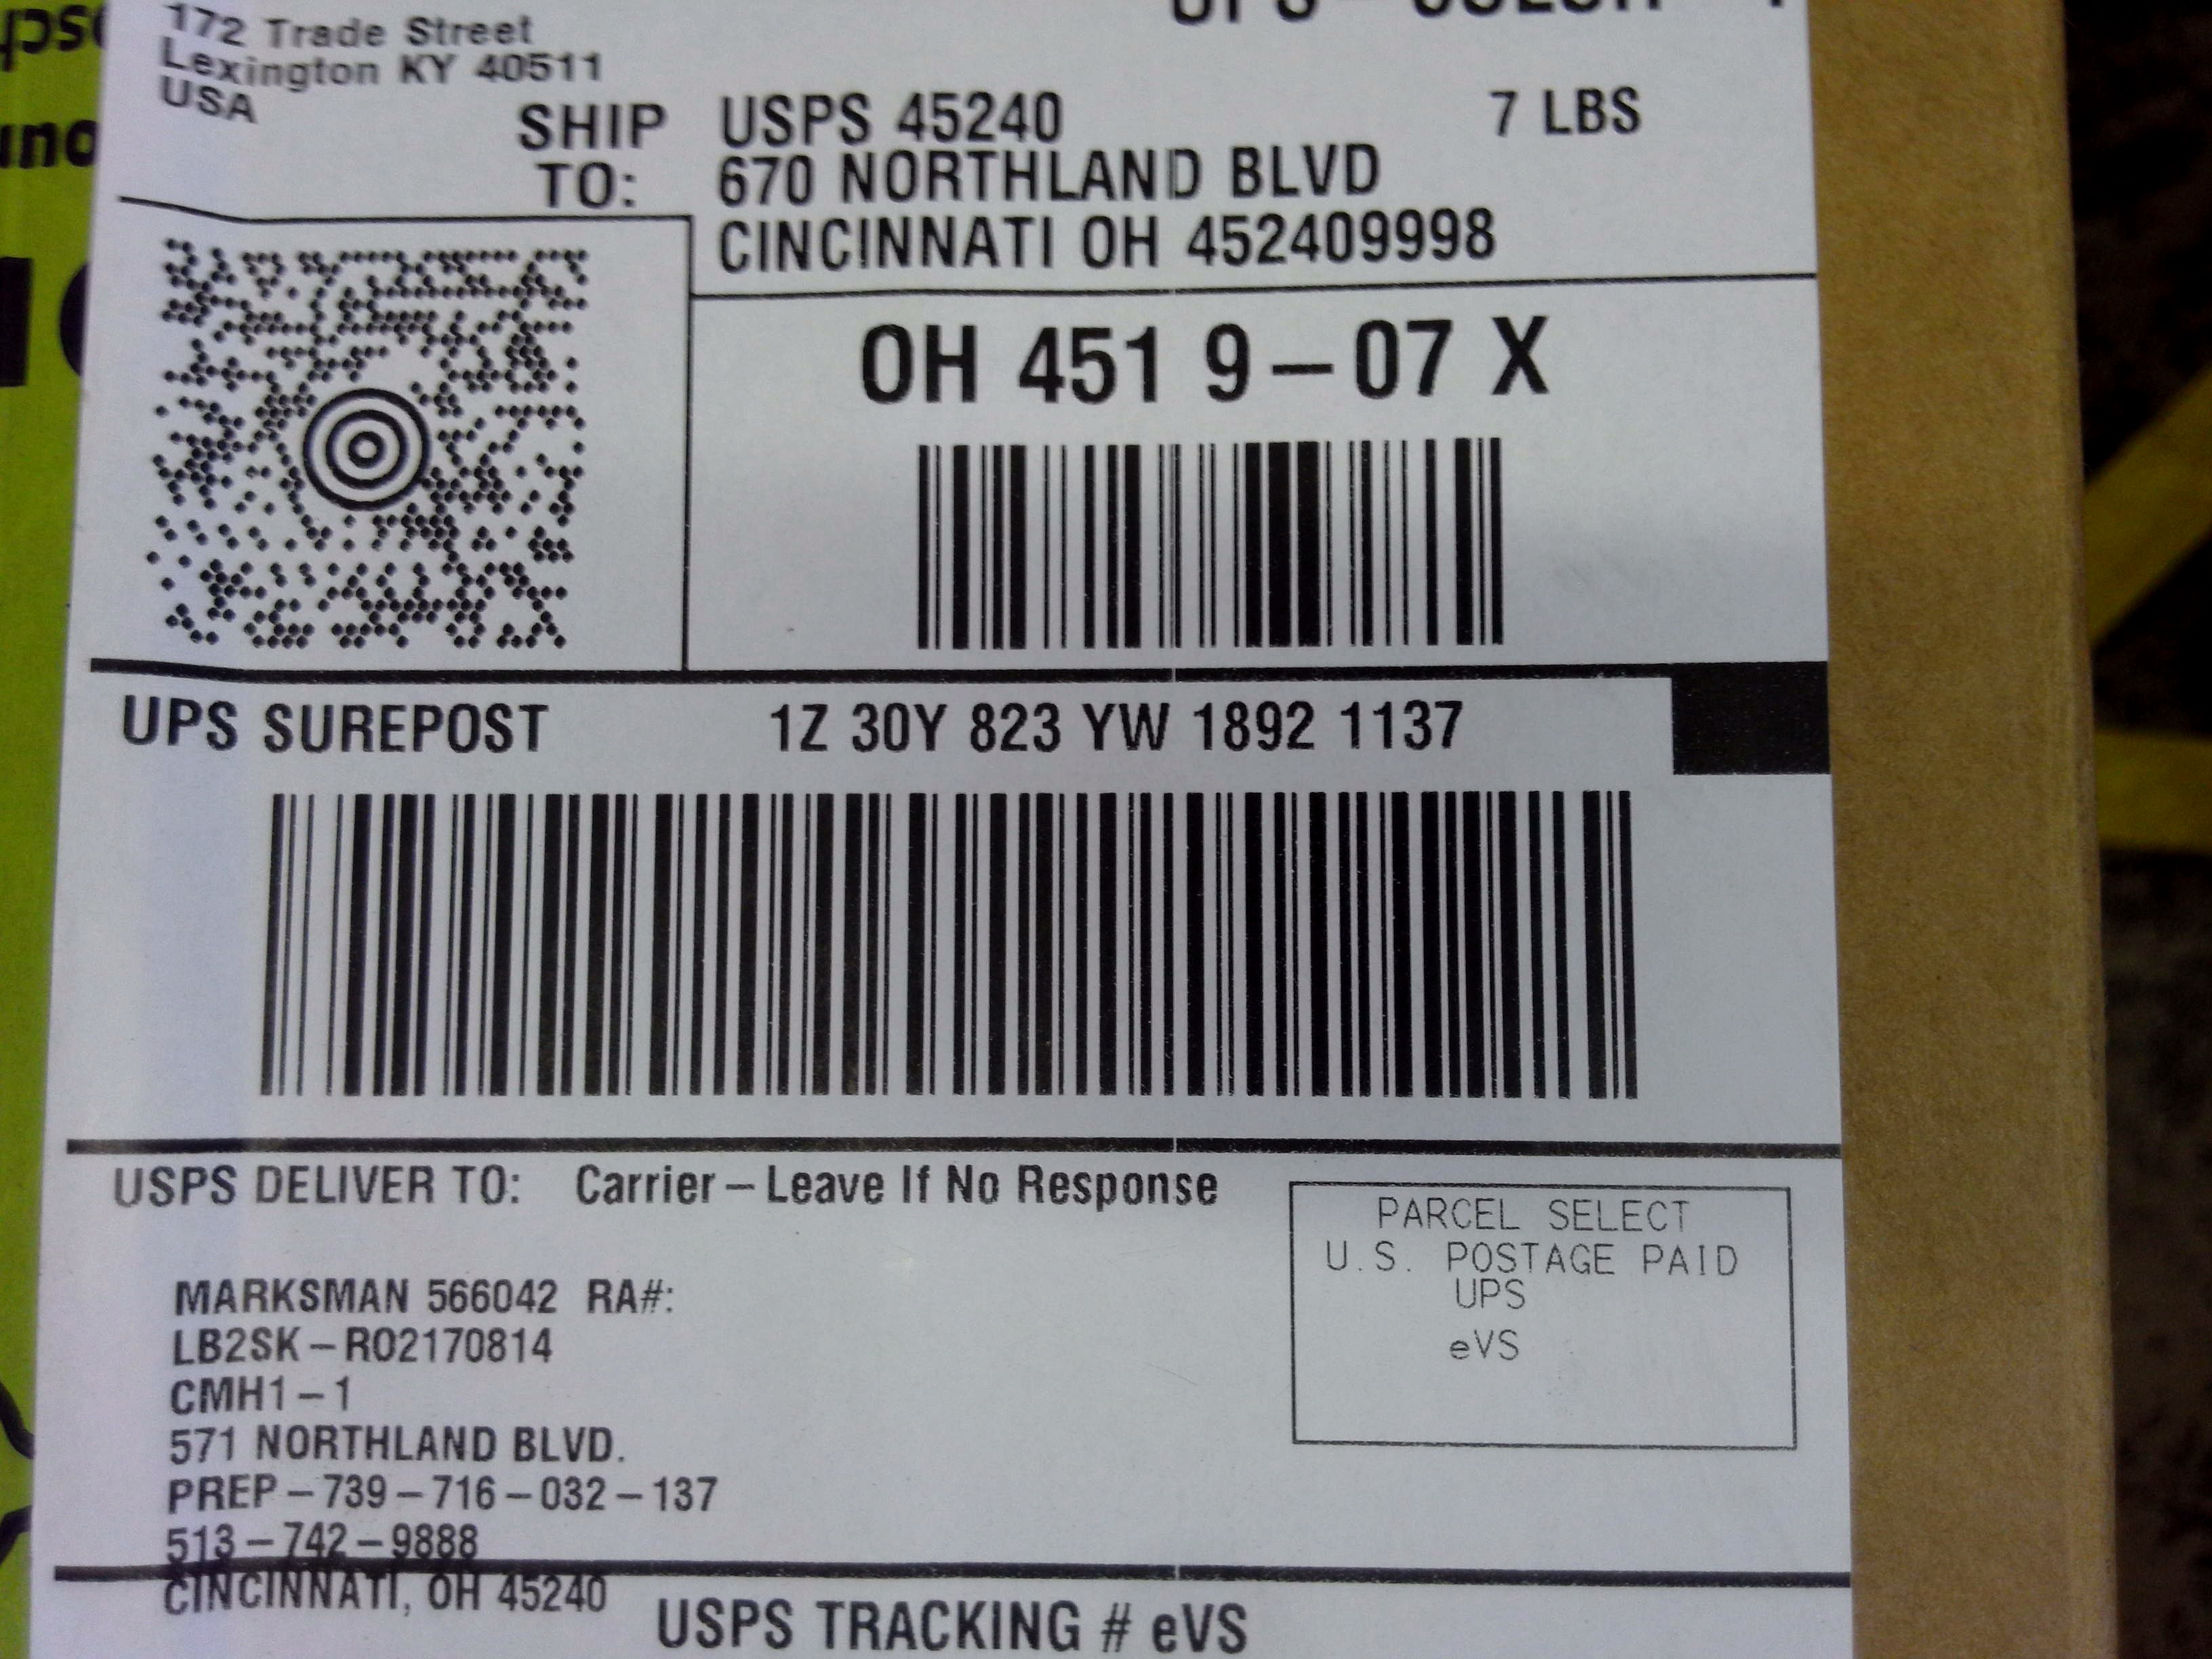 172 Trade Street
Lexington KY 40511
USA
SHIP TO:
USPS 45240
7 LBS
670 NORTHLAND BLVD
CINCINNATI OH 452409998
OH 451 9-07 X
UPS SUREPOST
1Z 30Y 823 YW 1892 1137
USPS DELIVER TO: Carrier-Leave If No Response
PARCEL SELECT
U.S. POSTAGE PAID
UPS
eVS
MARKSMAN 566042 RA#:
LB2SK-RO2170814
CMH1-1
571 NORTHLAND BLVD.
PREP-739-716-032-137
513-742-9888
CINCINNATI, OH 45240
USPS TRACKING # eVS